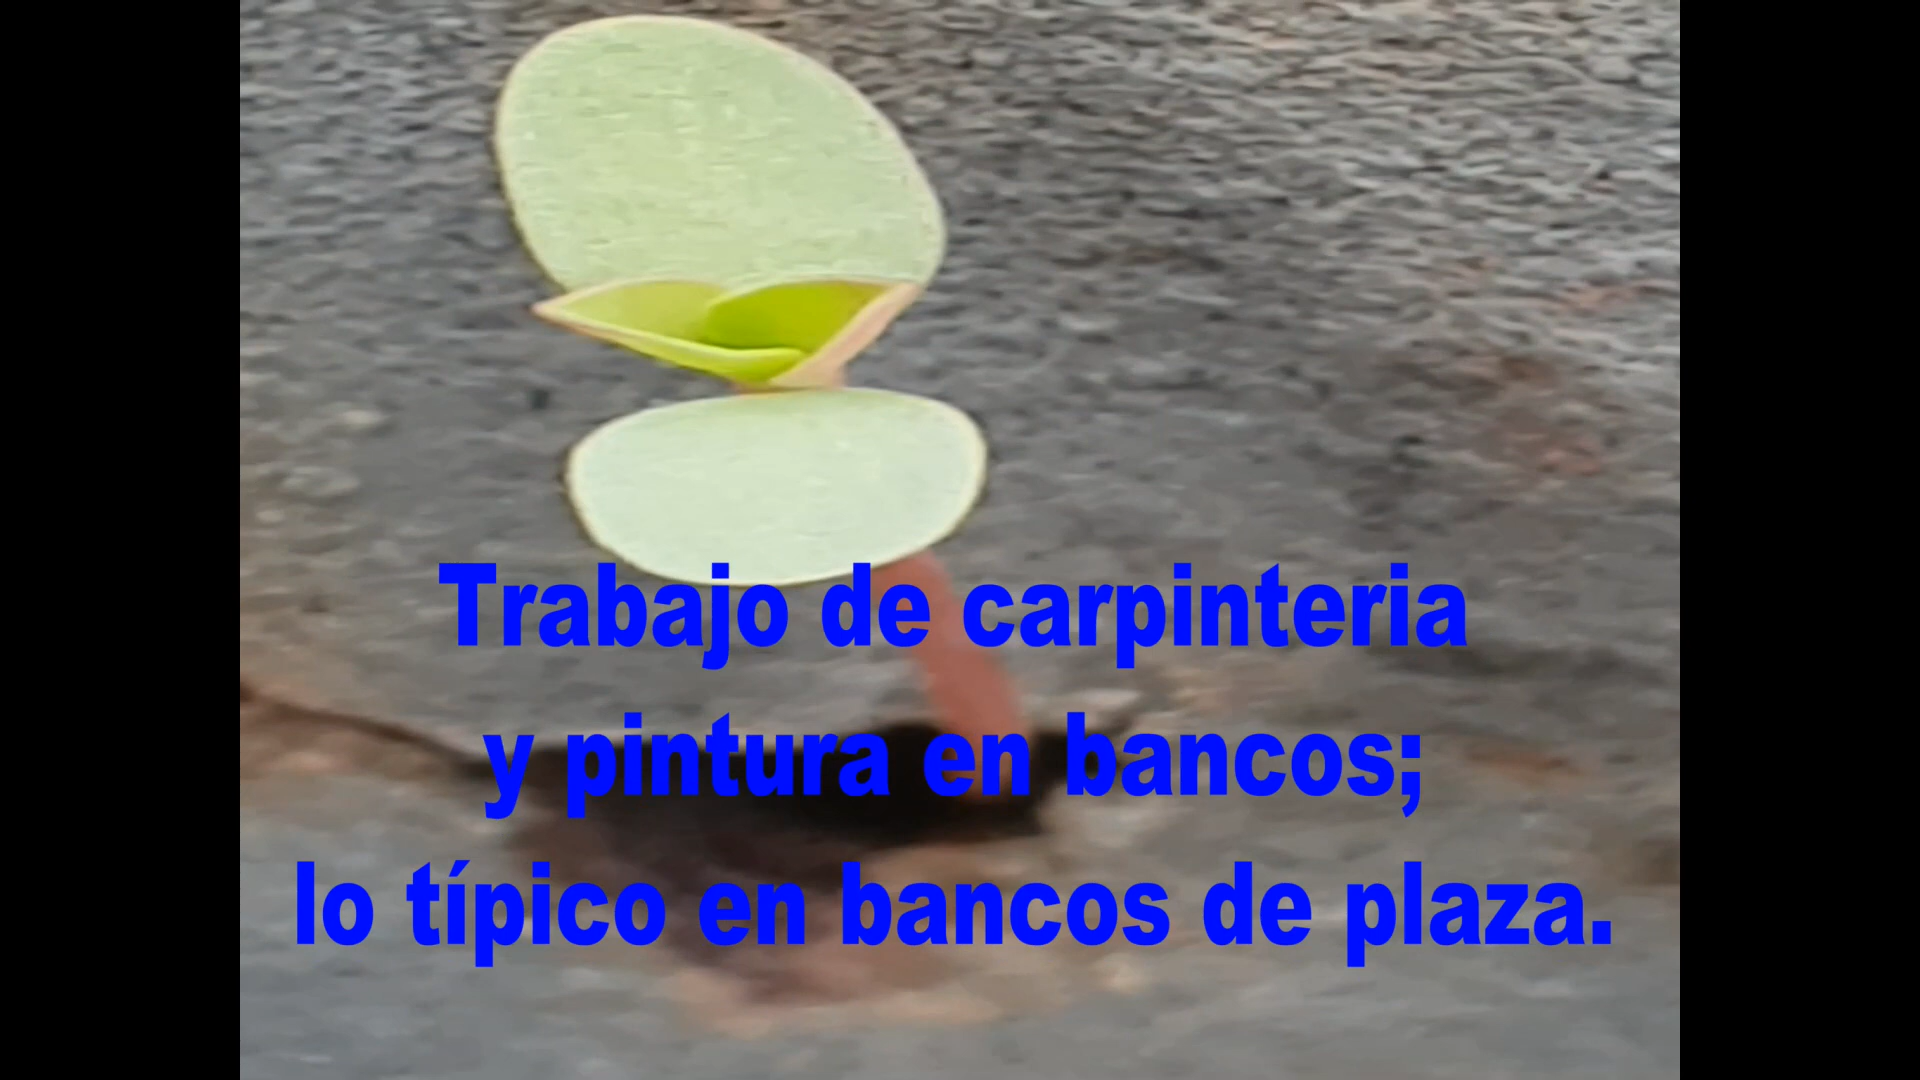 Trabajo de carpinteria
y pintura en bancos;
lo típico en bancos de plaza.